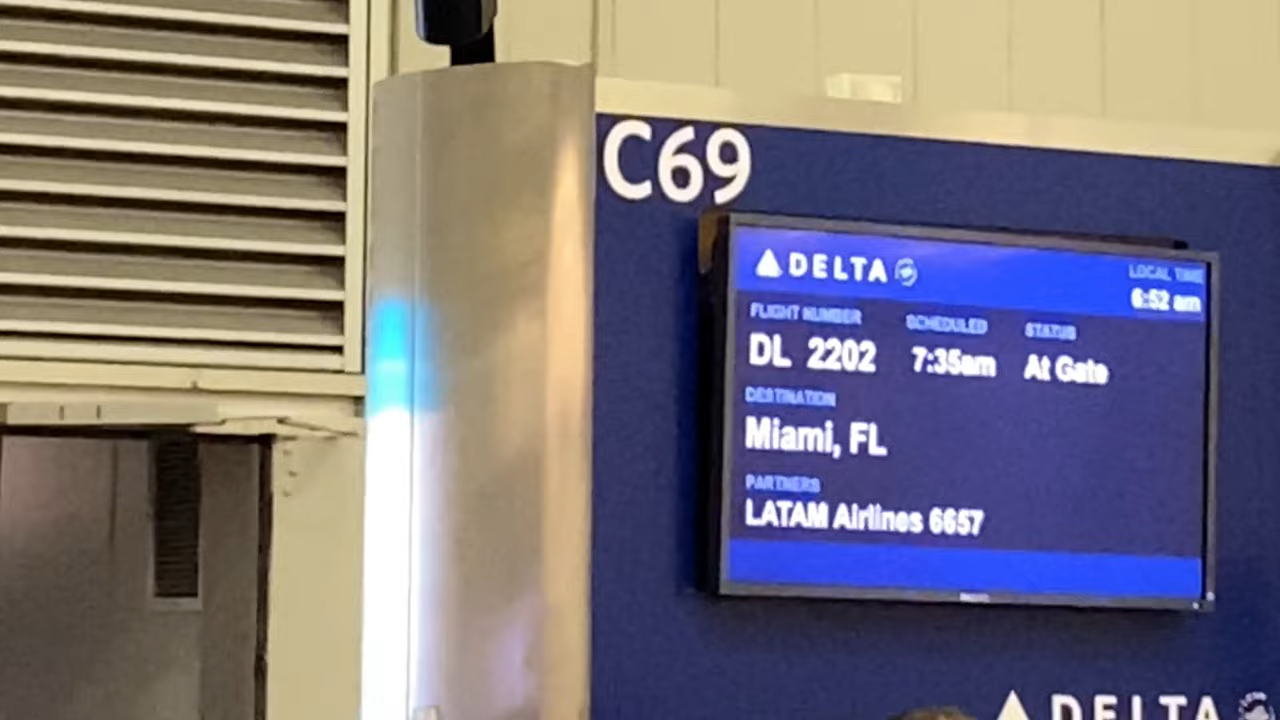 C69
DELTA
LOCAL TIME
6:52 am
FLIGHT NUMBER SCHEDULED STATUS
DL 2202 7:35am At Gate
DESTINATION
Miami, FL
PARTNERS
LATAM Airlines 6657
DELTA